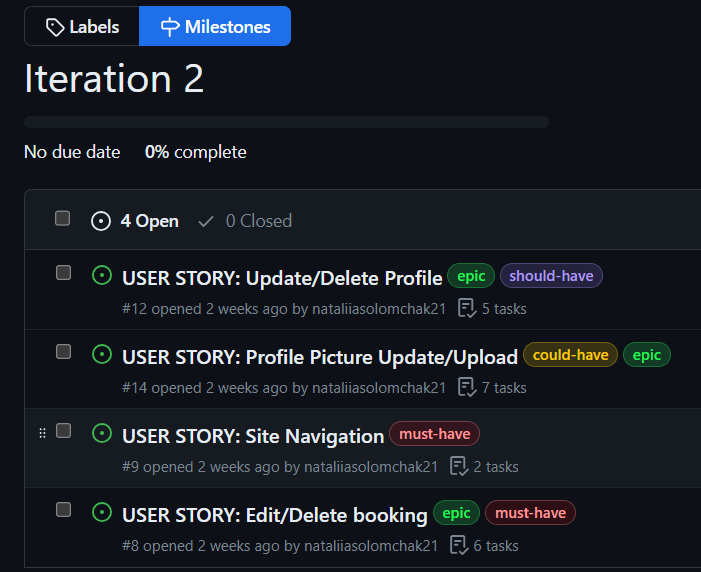 Labels Milestones
Iteration 2
No due date 0% complete
4 Open 0 Closed
USER STORY: Update/Delete Profile epic should-have
#12 opened 2 weeks ago by nataliiasolomchak21 5 tasks
USER STORY: Profile Picture Update/Upload could-have epic
#14 opened 2 weeks ago by nataliiasolomchak21 7 tasks
USER STORY: Site Navigation must-have
#9 opened 2 weeks ago by nataliiasolomchak21 2 tasks
USER STORY: Edit/Delete booking epic must-have
#8 opened 2 weeks ago by nataliiasolomchak21 6 tasks